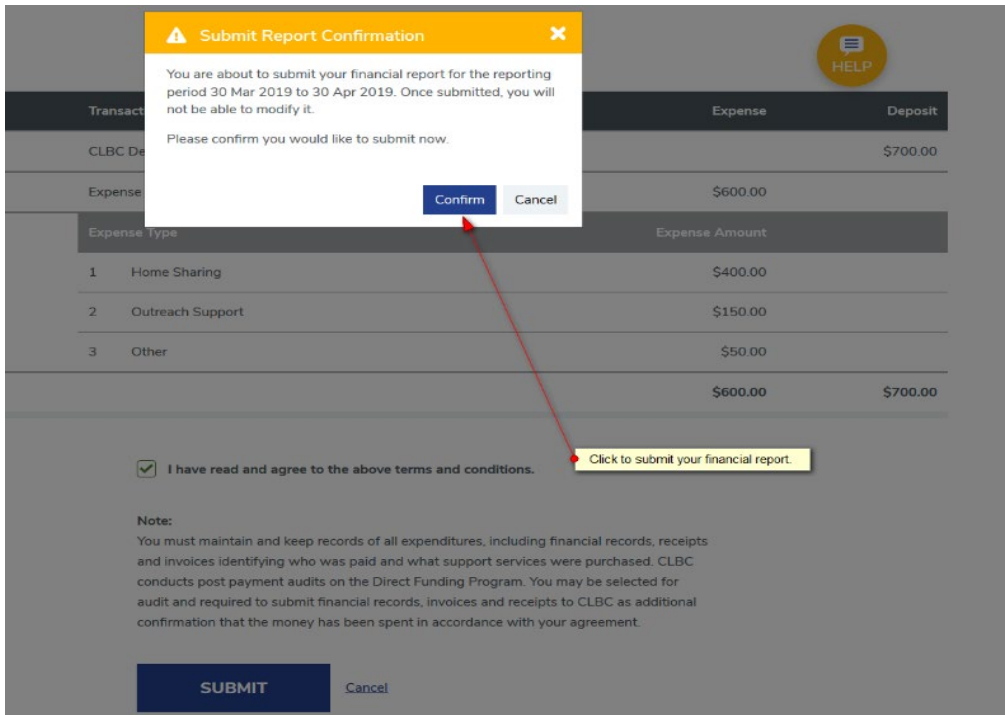 Submit Report Confirmation
You are about to submit your financial report for the reporting
period 30 Mar 2019 to 30 Apr 2019. Once submitted, you will
not be able to modify it.
Please confirm you would like to submit now.
Confirm Cancel
HELP
Expense Deposit
CLBC $700.00
Expense $600.00
Expense Type Expense Amount
1 Home Sharing $400.00
2 Outreach Support $150.00
3 Other $50.00
$600.00 $700.00
Click to submit your financial report.
I have read and agree to the above terms and conditions.
Note:
You must maintain and keep records of all expenditures, including financial records, receipts
and invoices identifying who was paid and what support services were purchased. CLBC
conducts post payment audits on the Direct Funding Program. You may be selected for
audit and required to submit financial records, invoices and receipts to CLBC as additional
confirmation that the money has been spent in accordance with your agreement.
SUBMIT Cancel